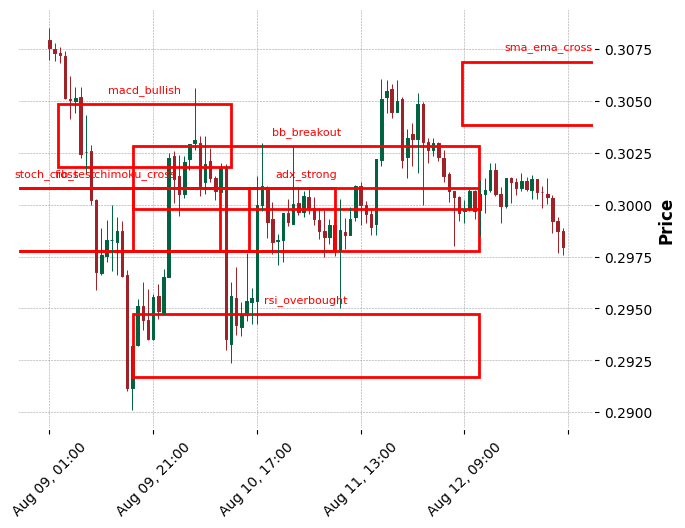 sma_ema_cross
macd_bullish
bb_breakout
stoch_cross
ichimoku_cross
adx_strong
rsi_overbought
0.3075
0.3050
0.3025
0.3000
0.2975
0.2950
0.2925
0.2900
Price
Aug 09, 01:00
Aug 09, 21:00
Aug 10, 17:00
Aug 11, 13:00
Aug 12, 09:00